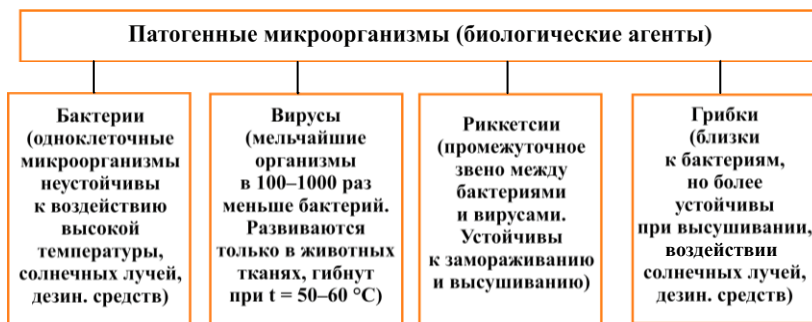 Патогенные микроорганизмы (биологические агенты)
Бактерии
(одноклеточные
микроорганизмы
неустойчивы
к воздействию
высокой
температуры,
солнечных лучей,
дезин. средств)
Вирусы
(мельчайшие
организмы
в 100–1000 раз
меньше бактерий.
Развиваются
только в животных
тканях, гибнут
при t = 50–60 °C)
Риккетсии
(промежуточное
звено между
бактериями
и вирусами.
Устойчивы
к замораживанию
и высушиванию)
Грибки
(близки
к бактериям,
но более
устойчивы
при высушивании,
воздействии
солнечных лучей,
дезин. средств)